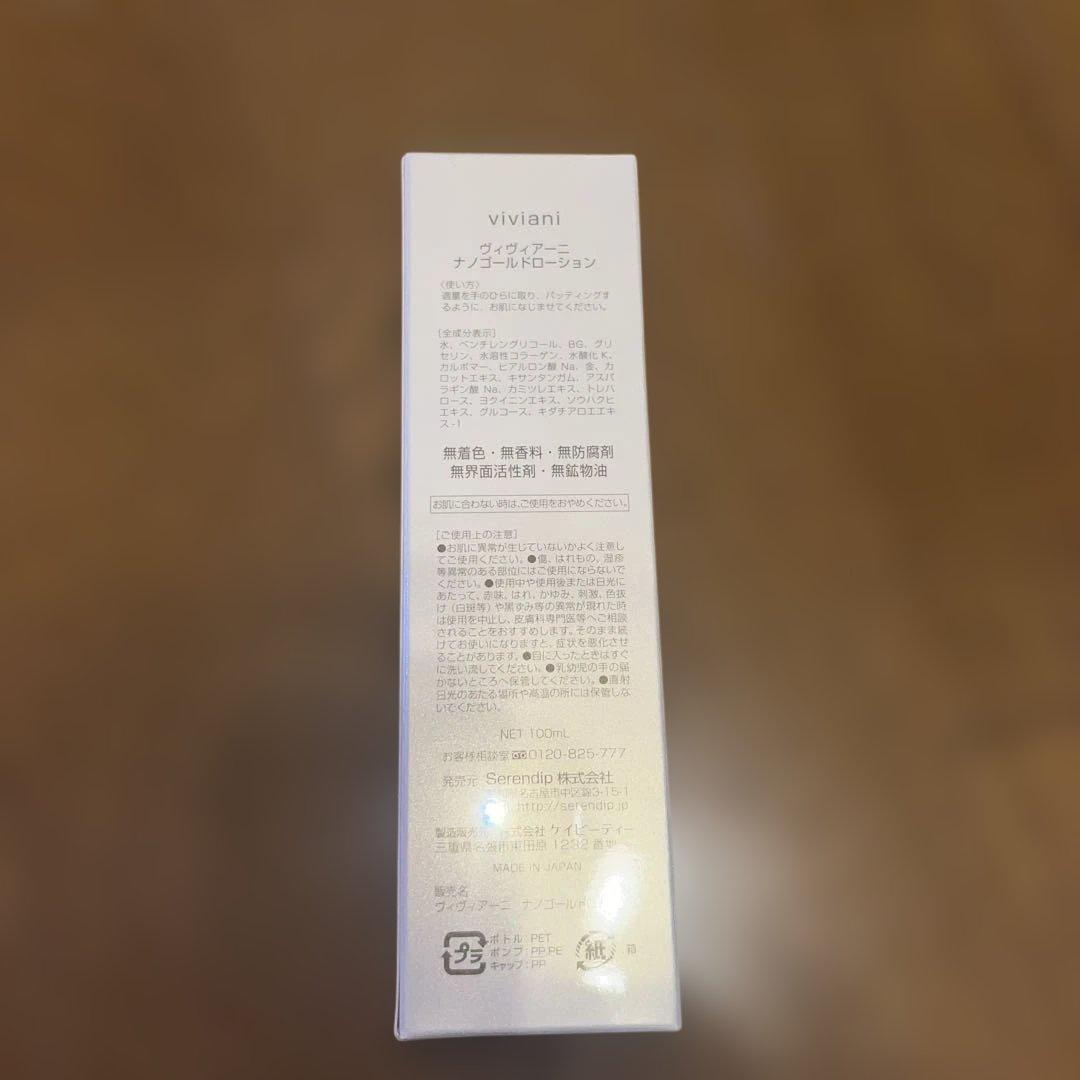 viviani
ヴィヴィアーニ
ナノゴールドローション
〈使い方〉
適量を手のひらに取り、パッティングす
るように、お肌になじませてください。
[全成分表示]
水、ペンチレングリコール、BG、グリ
セリン、水溶性コラーゲン、水酸化K、
カルボマー、ヒアルロン酸 Na、金、カ
ロットエキス、キサンタンガム、アスパ
ラギン酸 Na、カミツレエキス、トレハ
ロース、ヨクイニンエキス、ソウハクヒ
エキス、グルコース、キダチアロエエキ
ス-1
無着色・無香料・無防腐剤
無界面活性剤・無鉱物油
お肌に合わない時は、ご使用をおやめください。
[ご使用上の注意]
●お肌に異常が生じていないかよく注意し
てご使用ください。●傷、はれもの、湿疹
等異常のある部位にはご使用にならないで
ください。●使用中や使用後または日光に
あたって、赤味、はれ、かゆみ、刺激、色抜
け(白斑等)や黒ずみ等の異常が現れた時
は使用を中止し、皮膚科専門医等へご相談
されることをおすすめします。そのまま続
けてお使いになりますと、症状を悪化させ
ることがあります。●目に入ったときはすぐ
に洗い流してください。●乳幼児の手の届
かないところへ保管してください。●直射
日光のあたる場所や高温の所には保管しな
いでください。
NET 100mL
お客様相談室 0120-825-777
発売元 Serendip 株式会社
名古屋市中区錦3-15-1
http://serendip.jp
製造販売元 株式会社 ケイピーティー
三重県名張市東田原 1232 番地
MADE IN JAPAN
販売名
ヴィヴィアーニ ナノゴールド
プラ
ボトル:PET
ポンプ:PP,PE
キャップ:PP
紙
箱